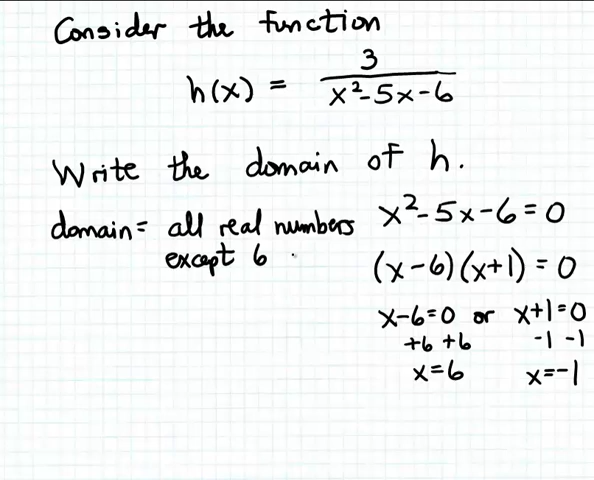 Consider the function
h(x) = 3 / (x²-5x-6)
Write the domain of h.
domain= all real numbers
except 6
x²-5x-6=0
(x-6)(x+1)=0
x-6=0 or x+1=0
+6 +6 -1 -1
x=6 x=-1